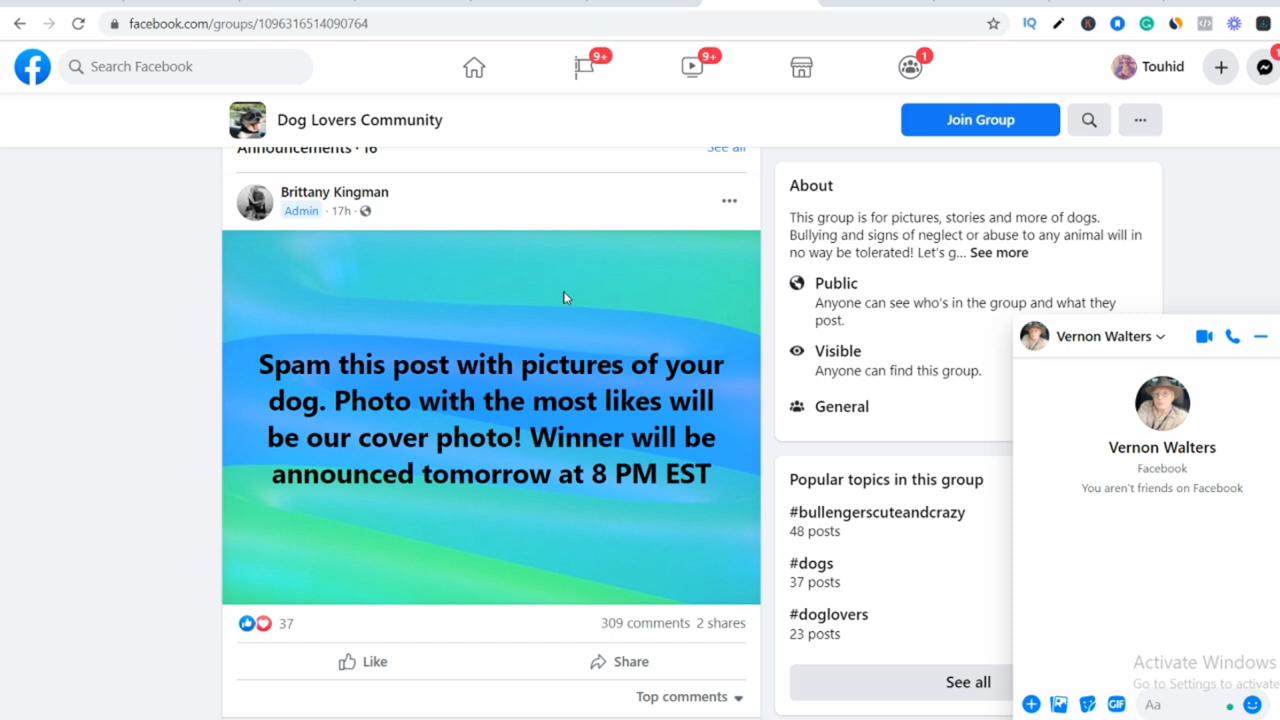 facebook.com/groups/1096316514090764
IQ
Search Facebook
9+
9+
1
Touhid
1
Dog Lovers Community
Join Group
Announcements · 16
See all
Brittany Kingman
Admin · 17h ·
Spam this post with pictures of your
dog. Photo with the most likes will
be our cover photo! Winner will be
announced tomorrow at 8 PM EST
37
309 comments 2 shares
Like
Share
Top comments
About
This group is for pictures, stories and more of dogs.
Bullying and signs of neglect or abuse to any animal will in
no way be tolerated! Let's g... See more
Public
Anyone can see who's in the group and what they
post.
Visible
Anyone can find this group.
General
Popular topics in this group
#bullengerscuteandcrazy
48 posts
#dogs
37 posts
#doglovers
23 posts
See all
Vernon Walters
Vernon Walters
Facebook
You aren't friends on Facebook
Activate Windows
Go to Settings to activate
GIF
Aa